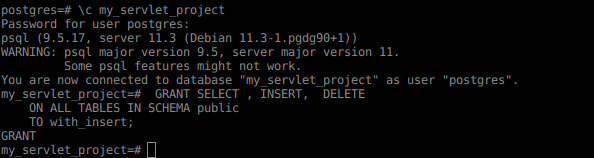 postgres=# \c my_servlet_project
Password for user postgres:
psql (9.5.17, server 11.3 (Debian 11.3-1.pgdg90+1))
WARNING: psql major version 9.5, server major version 11.
         Some psql features might not work.
You are now connected to database "my_servlet_project" as user "postgres".
my_servlet_project=#  GRANT SELECT , INSERT,  DELETE
    ON ALL TABLES IN SCHEMA public
    TO with_insert;
GRANT
my_servlet_project=#